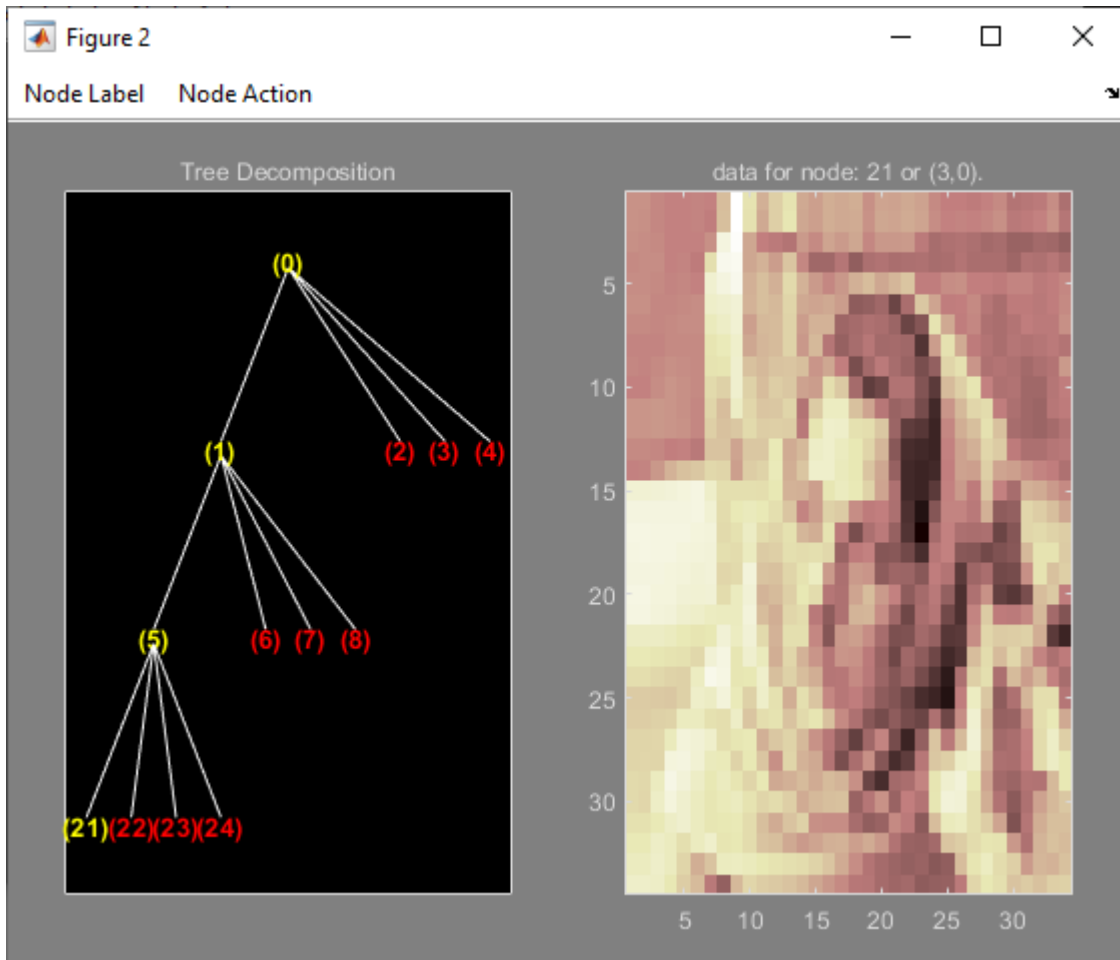 Figure 2
Node Label Node Action
Tree Decomposition
(0)
(1) (2) (3) (4)
(5) (6) (7) (8)
(21) (22) (23) (24)
data for node: 21 or (3,0).
5
10
15
20
25
30
5 10 15 20 25 30